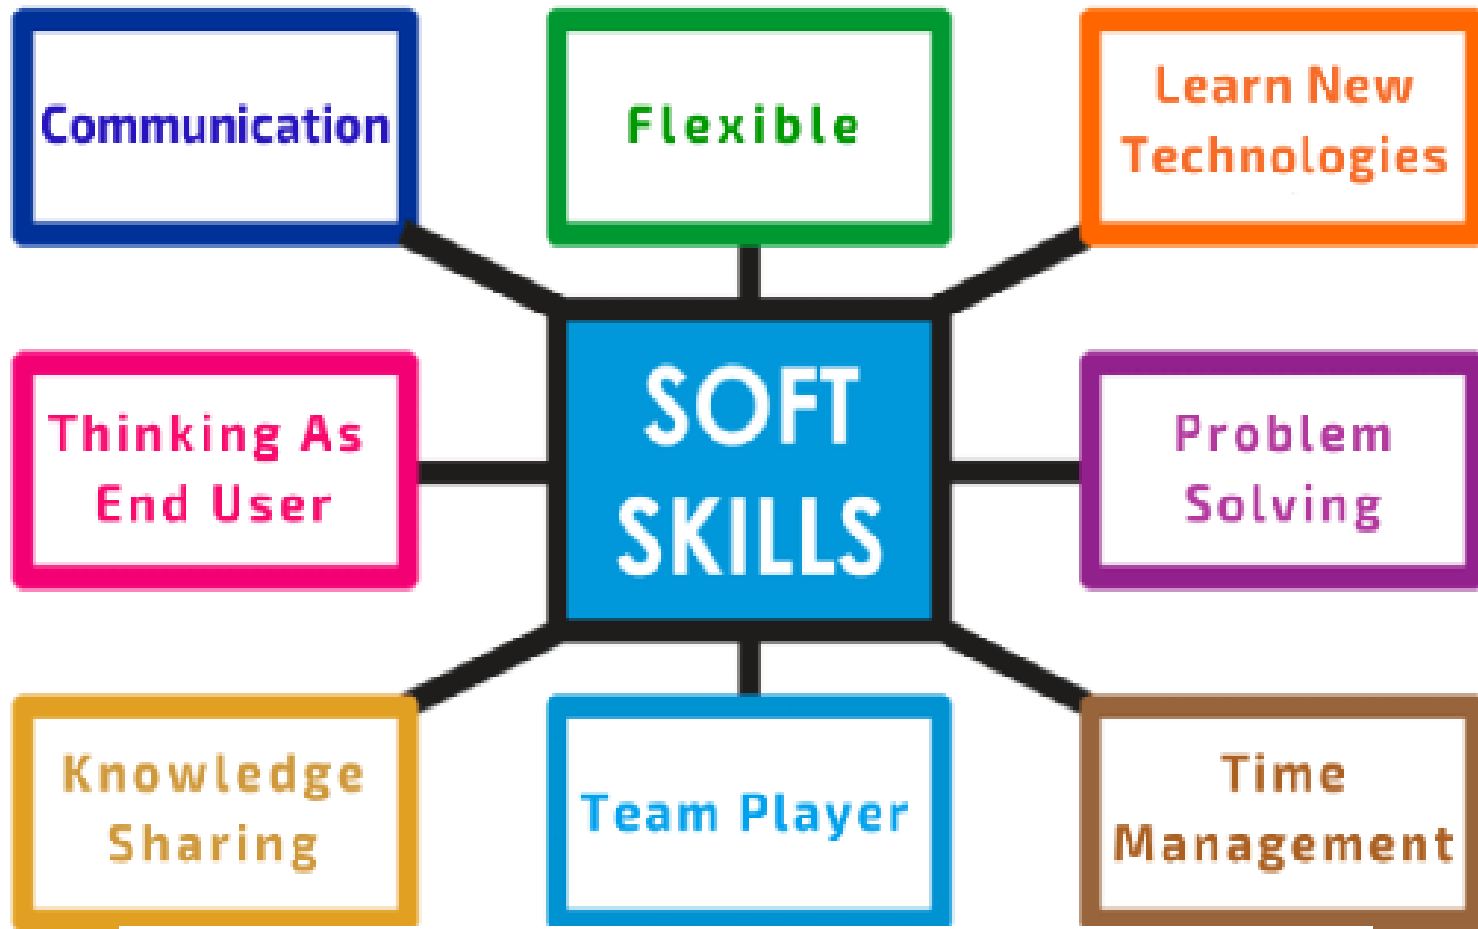 Communication
Flexible
Learn New
Technologies
Thinking As
End User
SOFT
SKILLS
Problem
Solving
Knowledge
Sharing
Team Player
Time
Management